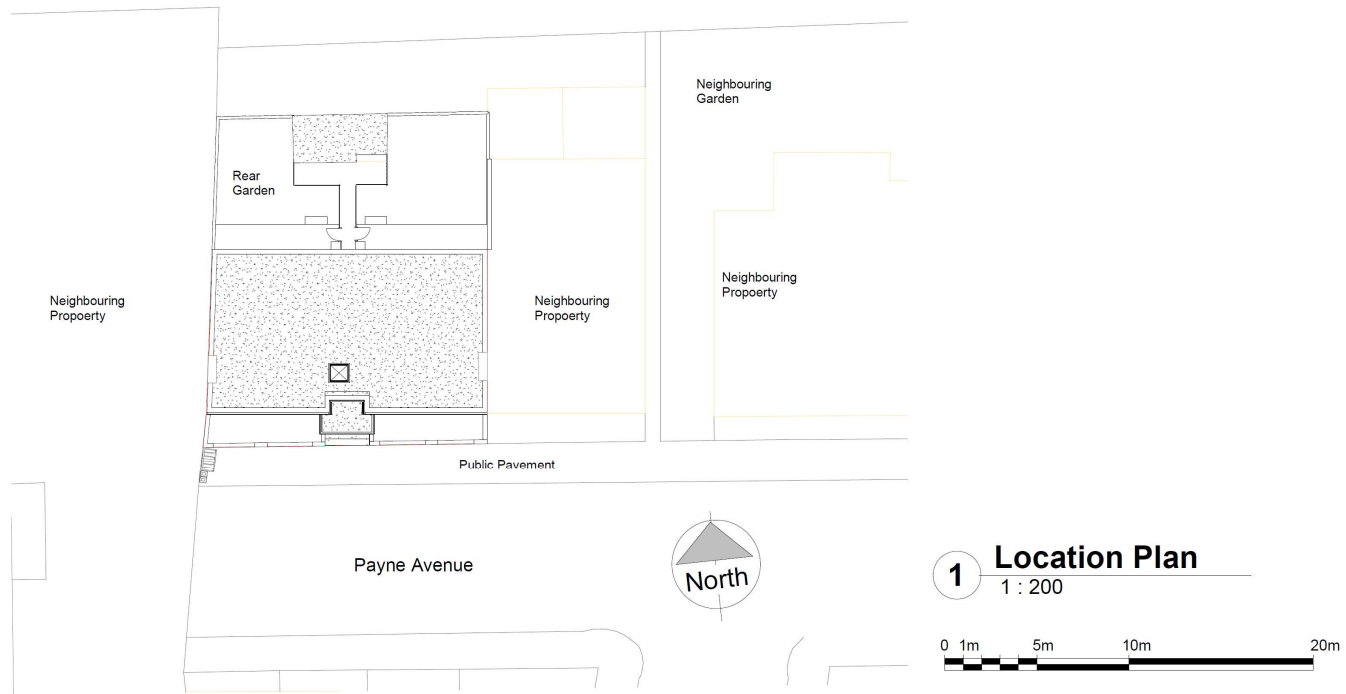 Neighbouring
Garden
Rear
Garden
Neighbouring
Propoerty
Neighbouring
Propoerty
Neighbouring
Propoerty
Public Pavement
Payne Avenue
North
1
Location Plan
1 : 200
0 1m 5m 10m 20m